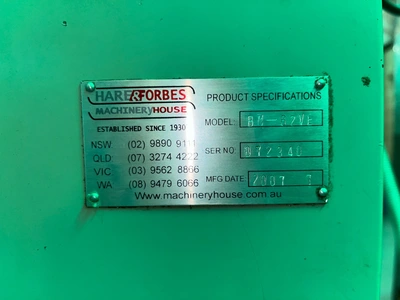 HARE&FORBES
MACHINERYHOUSE
ESTABLISHED SINCE 1930
NSW (02) 9890 9111
QLD (07) 3274 4222
VIC (03) 9562 8866
WA (08) 9479 6066
PRODUCT SPECIFICATIONS
MODEL:
SER NO:
MFG DATE 2007
Www.machineryhouse.com.au